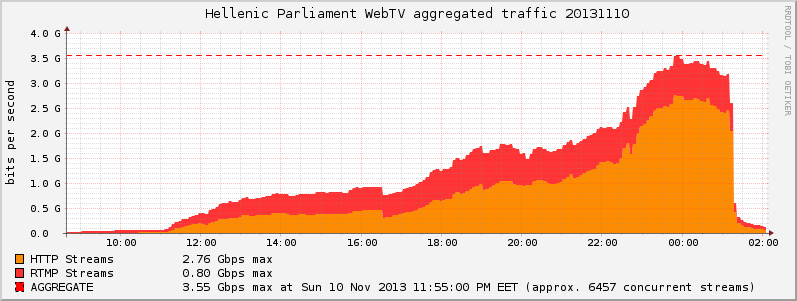 Hellenic Parliament WebTV aggregated traffic 20131110
RRDTOOL / TOBI OETIKER
bits per second
4.0 G
3.5 G
3.0 G
2.5 G
2.0 G
1.5 G
1.0 G
0.5 G
0.0
10:00 12:00 14:00 16:00 18:00 20:00 22:00 00:00 02:00
HTTP Streams 2.76 Gbps max
RTMP Streams 0.80 Gbps max
AGGREGATE 3.55 Gbps max at Sun 10 Nov 2013 11:55:00 PM EET (approx. 6457 concurrent streams)